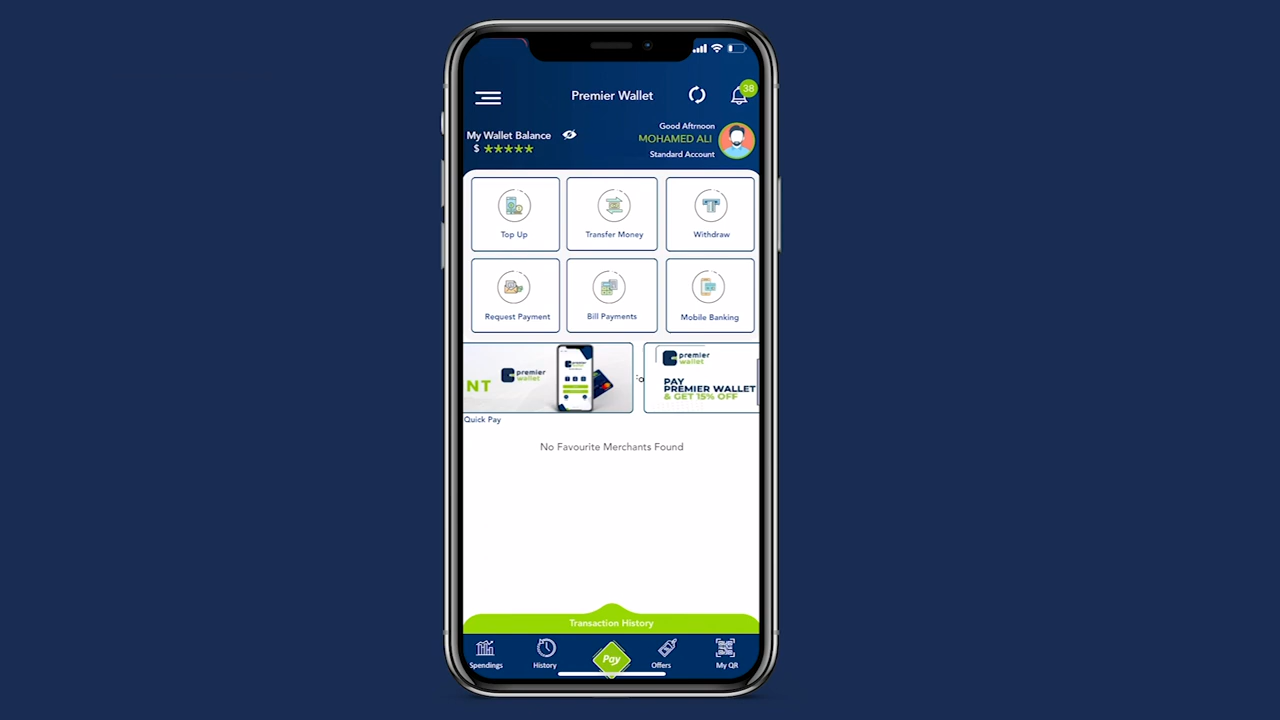 Premier Wallet
38
My Wallet Balance
$ *****
Good Aftrnoon
MOHAMED ALI
Standard Account
Top Up
Transfer Money
Withdraw
Request Payment
Bill Payments
Mobile Banking
NT
premier
wallet
premier
wallet
PAY
PREMIER WALLET
& GET 15% OFF
Quick Pay
No Favourite Merchants Found
Transaction History
Spendings
History
Pay
Offers
My QR